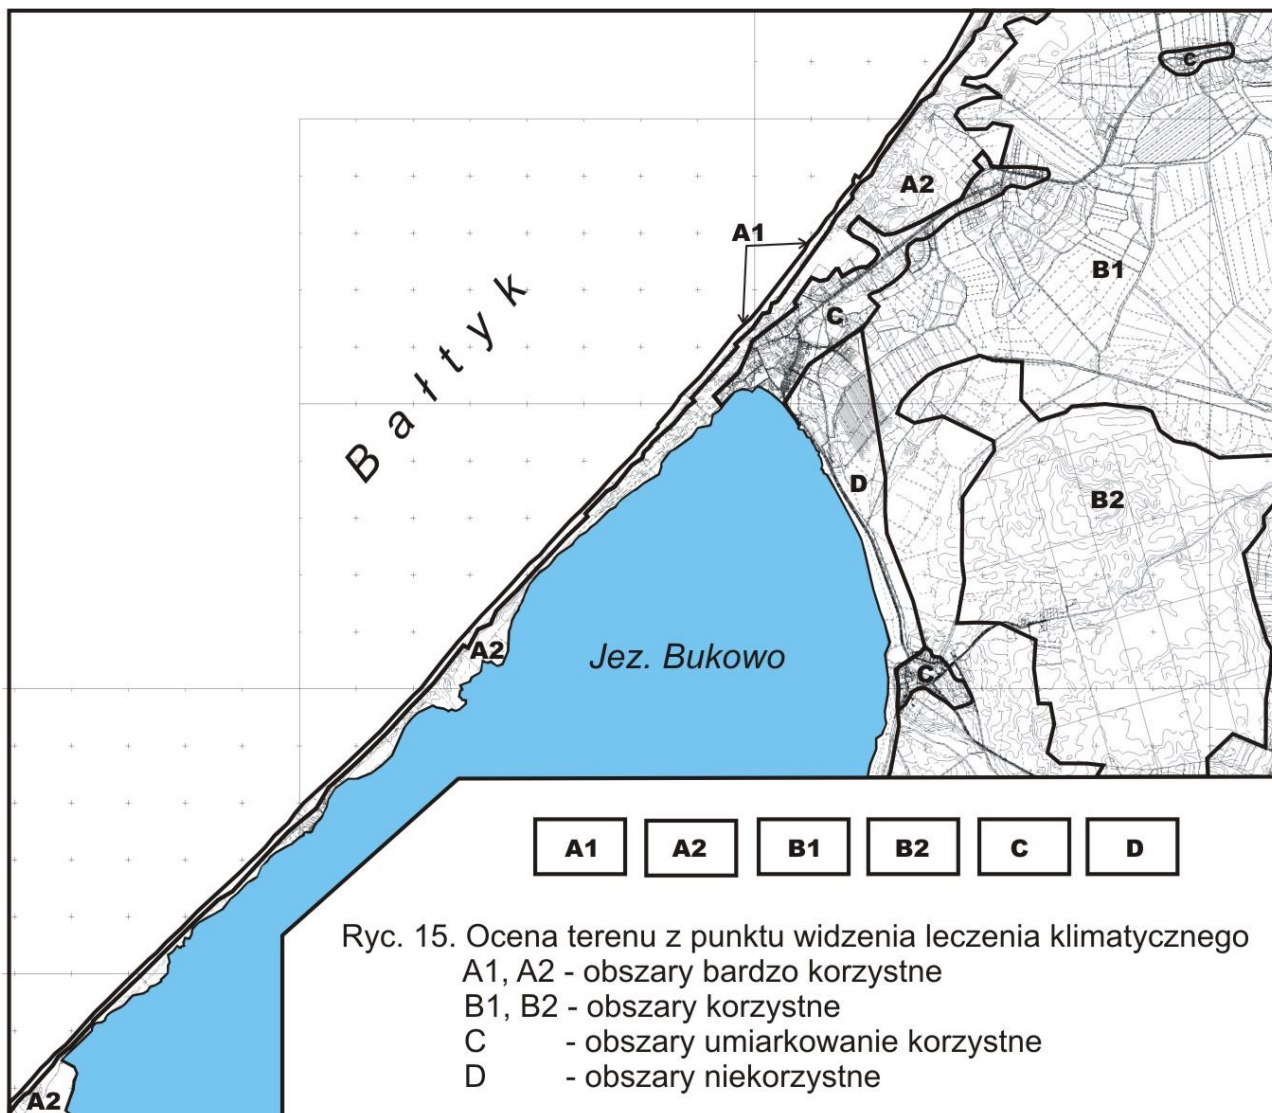 C
A2
A1
B1
Bałtyk
C
D
B2
A2
Jez. Bukowo
C
A1 A2 B1 B2 C D
Ryc. 15. Ocena terenu z punktu widzenia leczenia klimatycznego
A1, A2 - obszary bardzo korzystne
B1, B2 - obszary korzystne
C - obszary umiarkowanie korzystne
D - obszary niekorzystne
A2